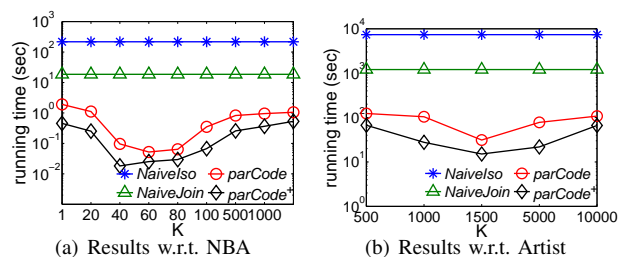 10^3
10^2
10^1
10^0
10^-1
10^-2
running time (sec)
NaiveIso
parCode
NaiveJoin
parCode+
1 20 40 60 80 100 500 1000
K
(a) Results w.r.t. NBA
10^4
10^3
10^2
10^1
10^0
running time (sec)
NaiveIso
parCode
NaiveJoin
parCode+
500 1000 1500 5000 10000
K
(b) Results w.r.t. Artist